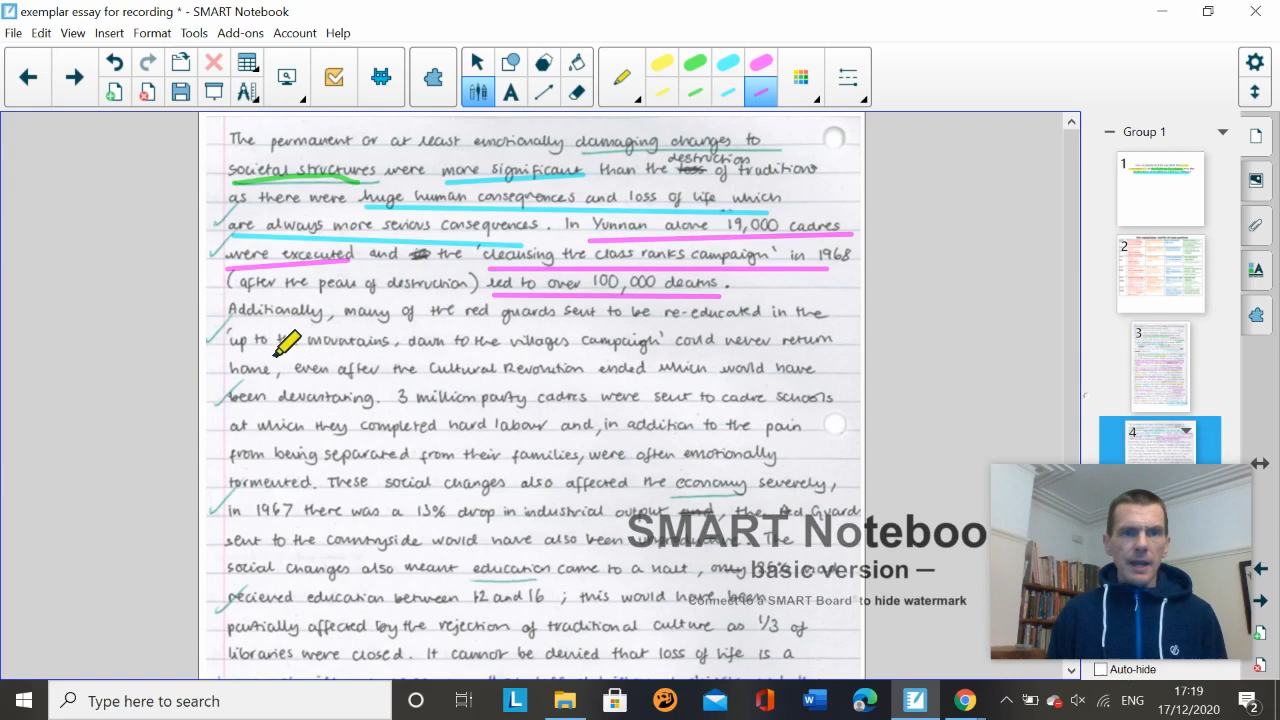 exemplar essay for recording * - SMART Notebook
File Edit View Insert Format Tools Add-ons Account Help
The permanent or at least emotionally damaging changes to
destruction
societal structures were more significant than the loss of traditions
as there were huge human consequences and loss of life which
are always more serious consequences. In Yunnan alone 19,000 cadres
were executed and the 'cleansing the class ranks campaign' in 1968
(after the peak of destruction) led to over 100,000 deaths.
Additionally, many of the red guards sent to be re-educated in the
'up to mountains, down to the villages campaign' could never return
home, even after the Cultural Revolution ended which would have
been devastating. 3 million party cadres were sent to cadre schools
at which they completed hard labour and, in addition to the pain
from being separated from their families, were often emotionally
tormented. These social changes also affected the economy severely,
in 1967 there was a 13% drop in industrial output and, the Red Guard
sent to the countryside would have also been The
social changes also meant education came to a halt, only
recieved education between 12 and 16 ; this would have been
partially affected by the rejection of traditional culture as 1/3 of
libraries were closed. It cannot be denied that loss of life is a
SMART Noteboo
basic version —
Connect to a SMART Board to hide watermark
Group 1
1
2
3
4
Auto-hide
Type here to search
ENG
17:19
17/12/2020
2